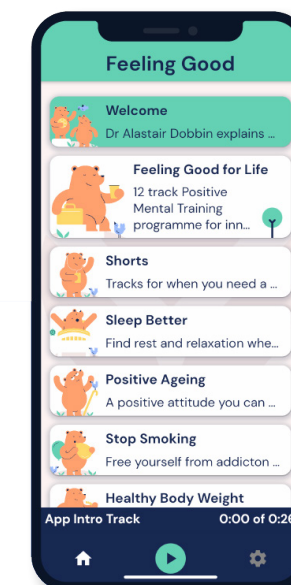 Feeling Good
Welcome
Dr Alastair Dobbin explains ...
Feeling Good for Life
12 track Positive
Mental Training
programme for inn...
Shorts
Tracks for when you need a ...
Sleep Better
Find rest and relaxation whe...
Positive Ageing
A positive attitude you can ...
Stop Smoking
Free yourself from addicton ...
Healthy Body Weight
App Intro Track 0:00 of 0:26